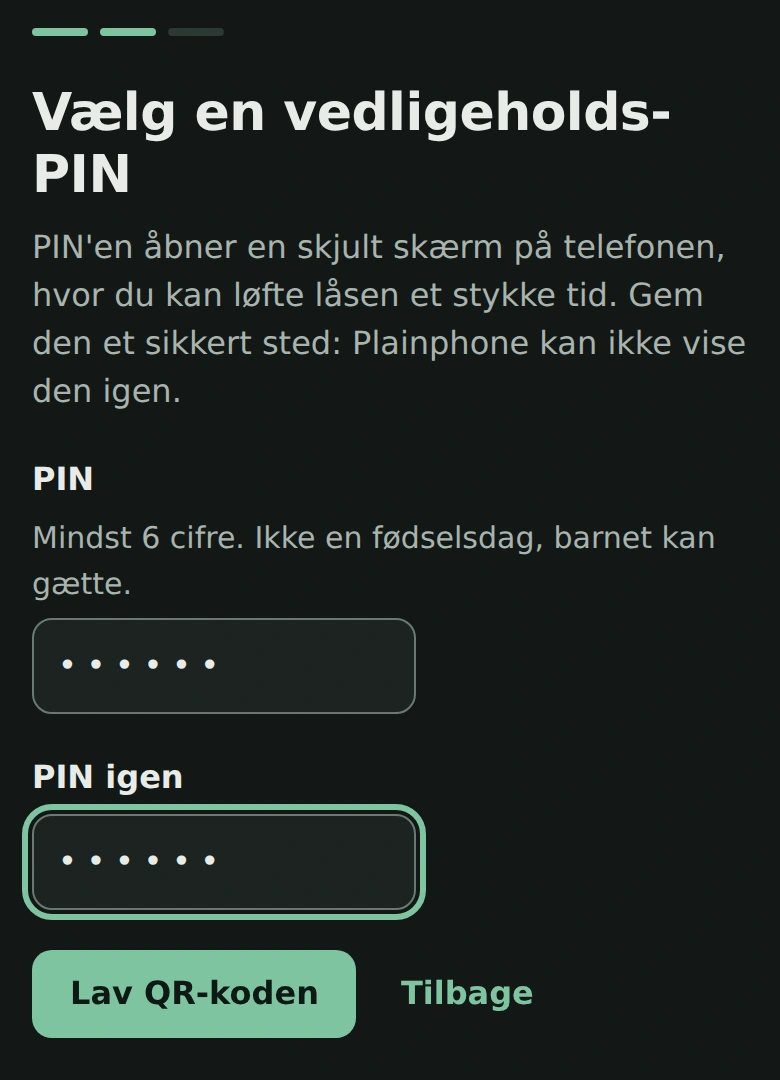 Vælg en vedligeholds-
PIN
PIN'en åbner en skjult skærm på telefonen,
hvor du kan løfte låsen et stykke tid. Gem
den et sikkert sted: Plainphone kan ikke vise
den igen.
PIN
Mindst 6 cifre. Ikke en fødselsdag, barnet kan
gætte.
••••••
PIN igen
••••••
Lav QR-koden
Tilbage